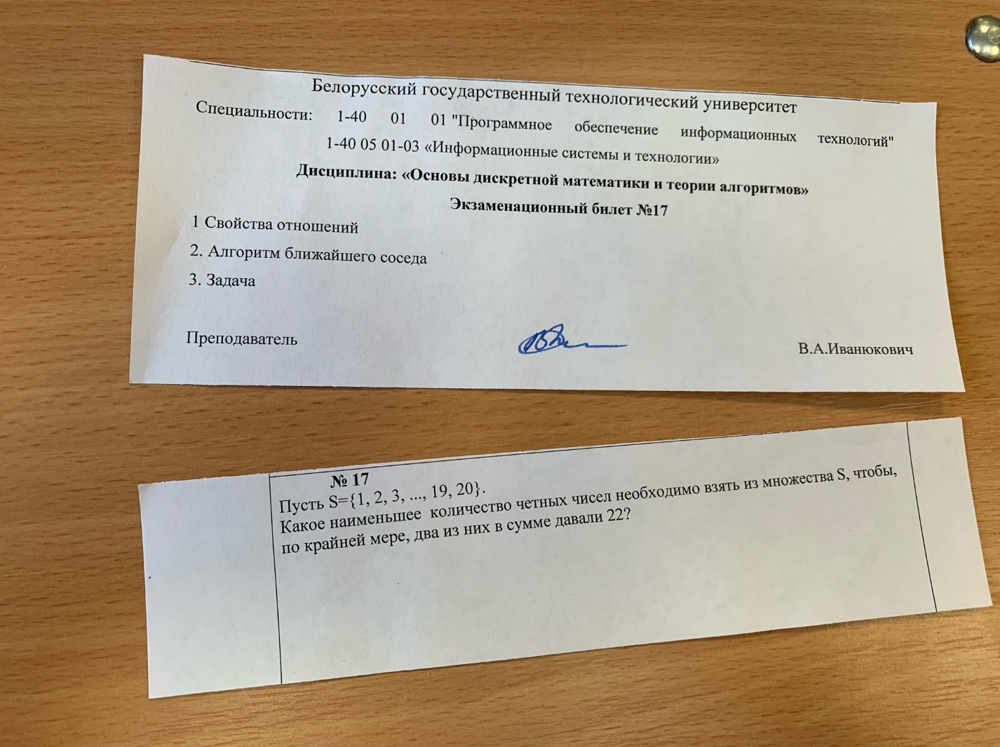 Белорусский государственный технологический университет
Специальности: 1-40 01 01 "Программное обеспечение информационных технологий"
1-40 05 01-03 «Информационные системы и технологии»
Дисциплина: «Основы дискретной математики и теории алгоритмов»
Экзаменационный билет №17
1 Свойства отношений
2. Алгоритм ближайшего соседа
3. Задача
Преподаватель В.А.Иванюкович
№ 17
Пусть S={1, 2, 3, ..., 19, 20}.
Какое наименьшее количество четных чисел необходимо взять из множества S, чтобы,
по крайней мере, два из них в сумме давали 22?